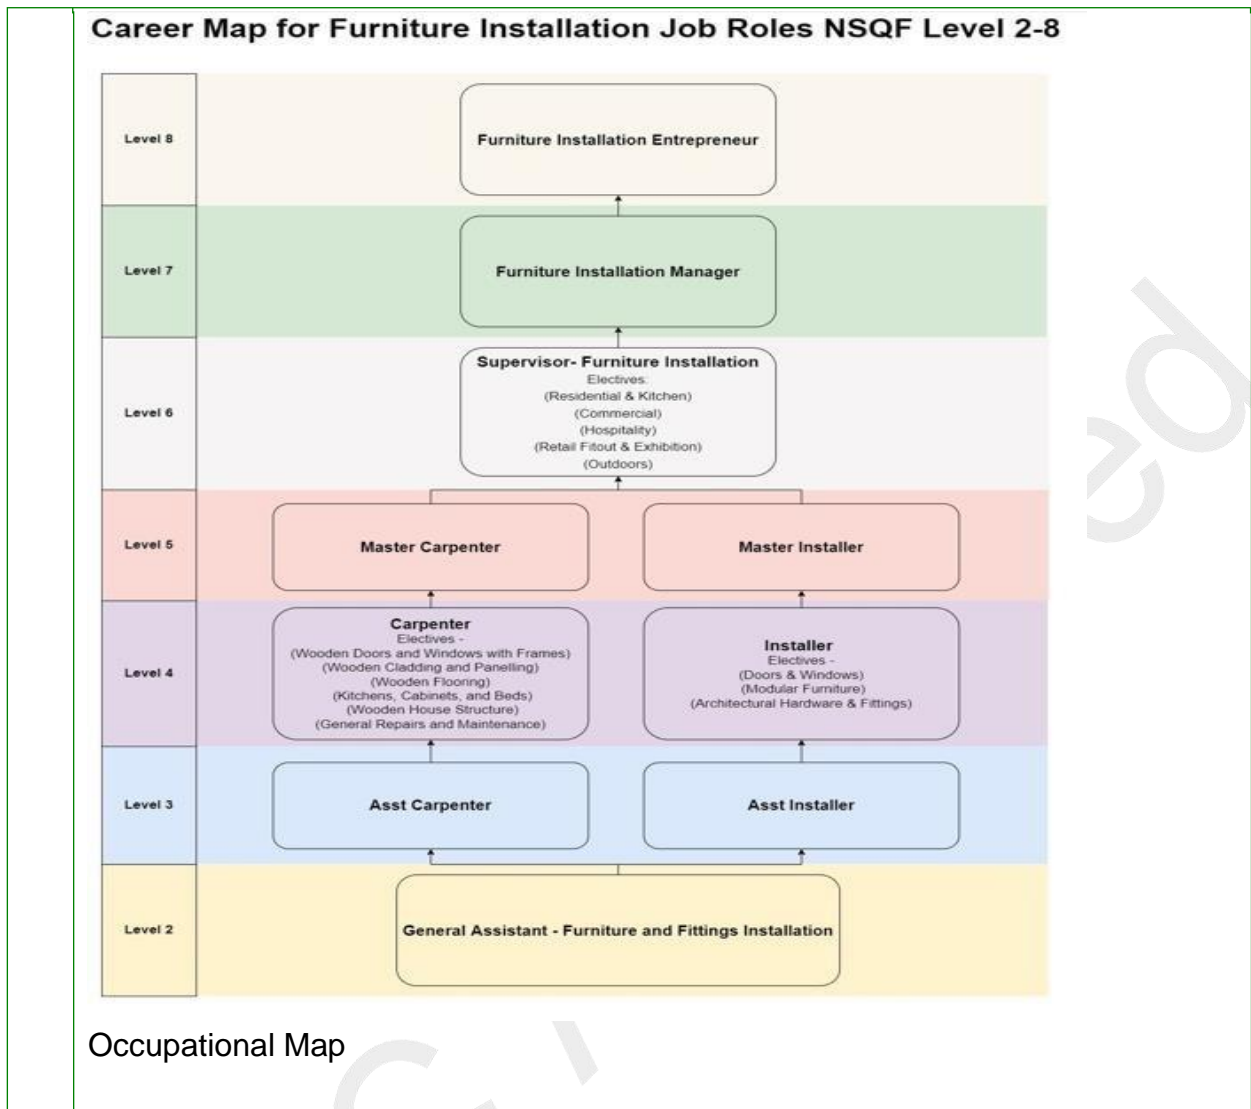 Career Map for Furniture Installation Job Roles NSQF Level 2-8
Level 8
Furniture Installation Entrepreneur
Level 7
Furniture Installation Manager
Level 6
Supervisor- Furniture Installation
Electives:
(Residential & Kitchen)
(Commercial)
(Hospitality)
(Retail Fitout & Exhibition)
(Outdoors)
Level 5
Master Carpenter
Master Installer
Level 4
Carpenter
Electives -
(Wooden Doors and Windows with Frames)
(Wooden Cladding and Panelling)
(Wooden Flooring)
(Kitchens, Cabinets, and Beds)
(Wooden House Structure)
(General Repairs and Maintenance)
Installer
Electives -
(Doors & Windows)
(Modular Furniture)
(Architectural Hardware & Fittings)
Level 3
Asst Carpenter
Asst Installer
Level 2
General Assistant - Furniture and Fittings Installation
Occupational Map